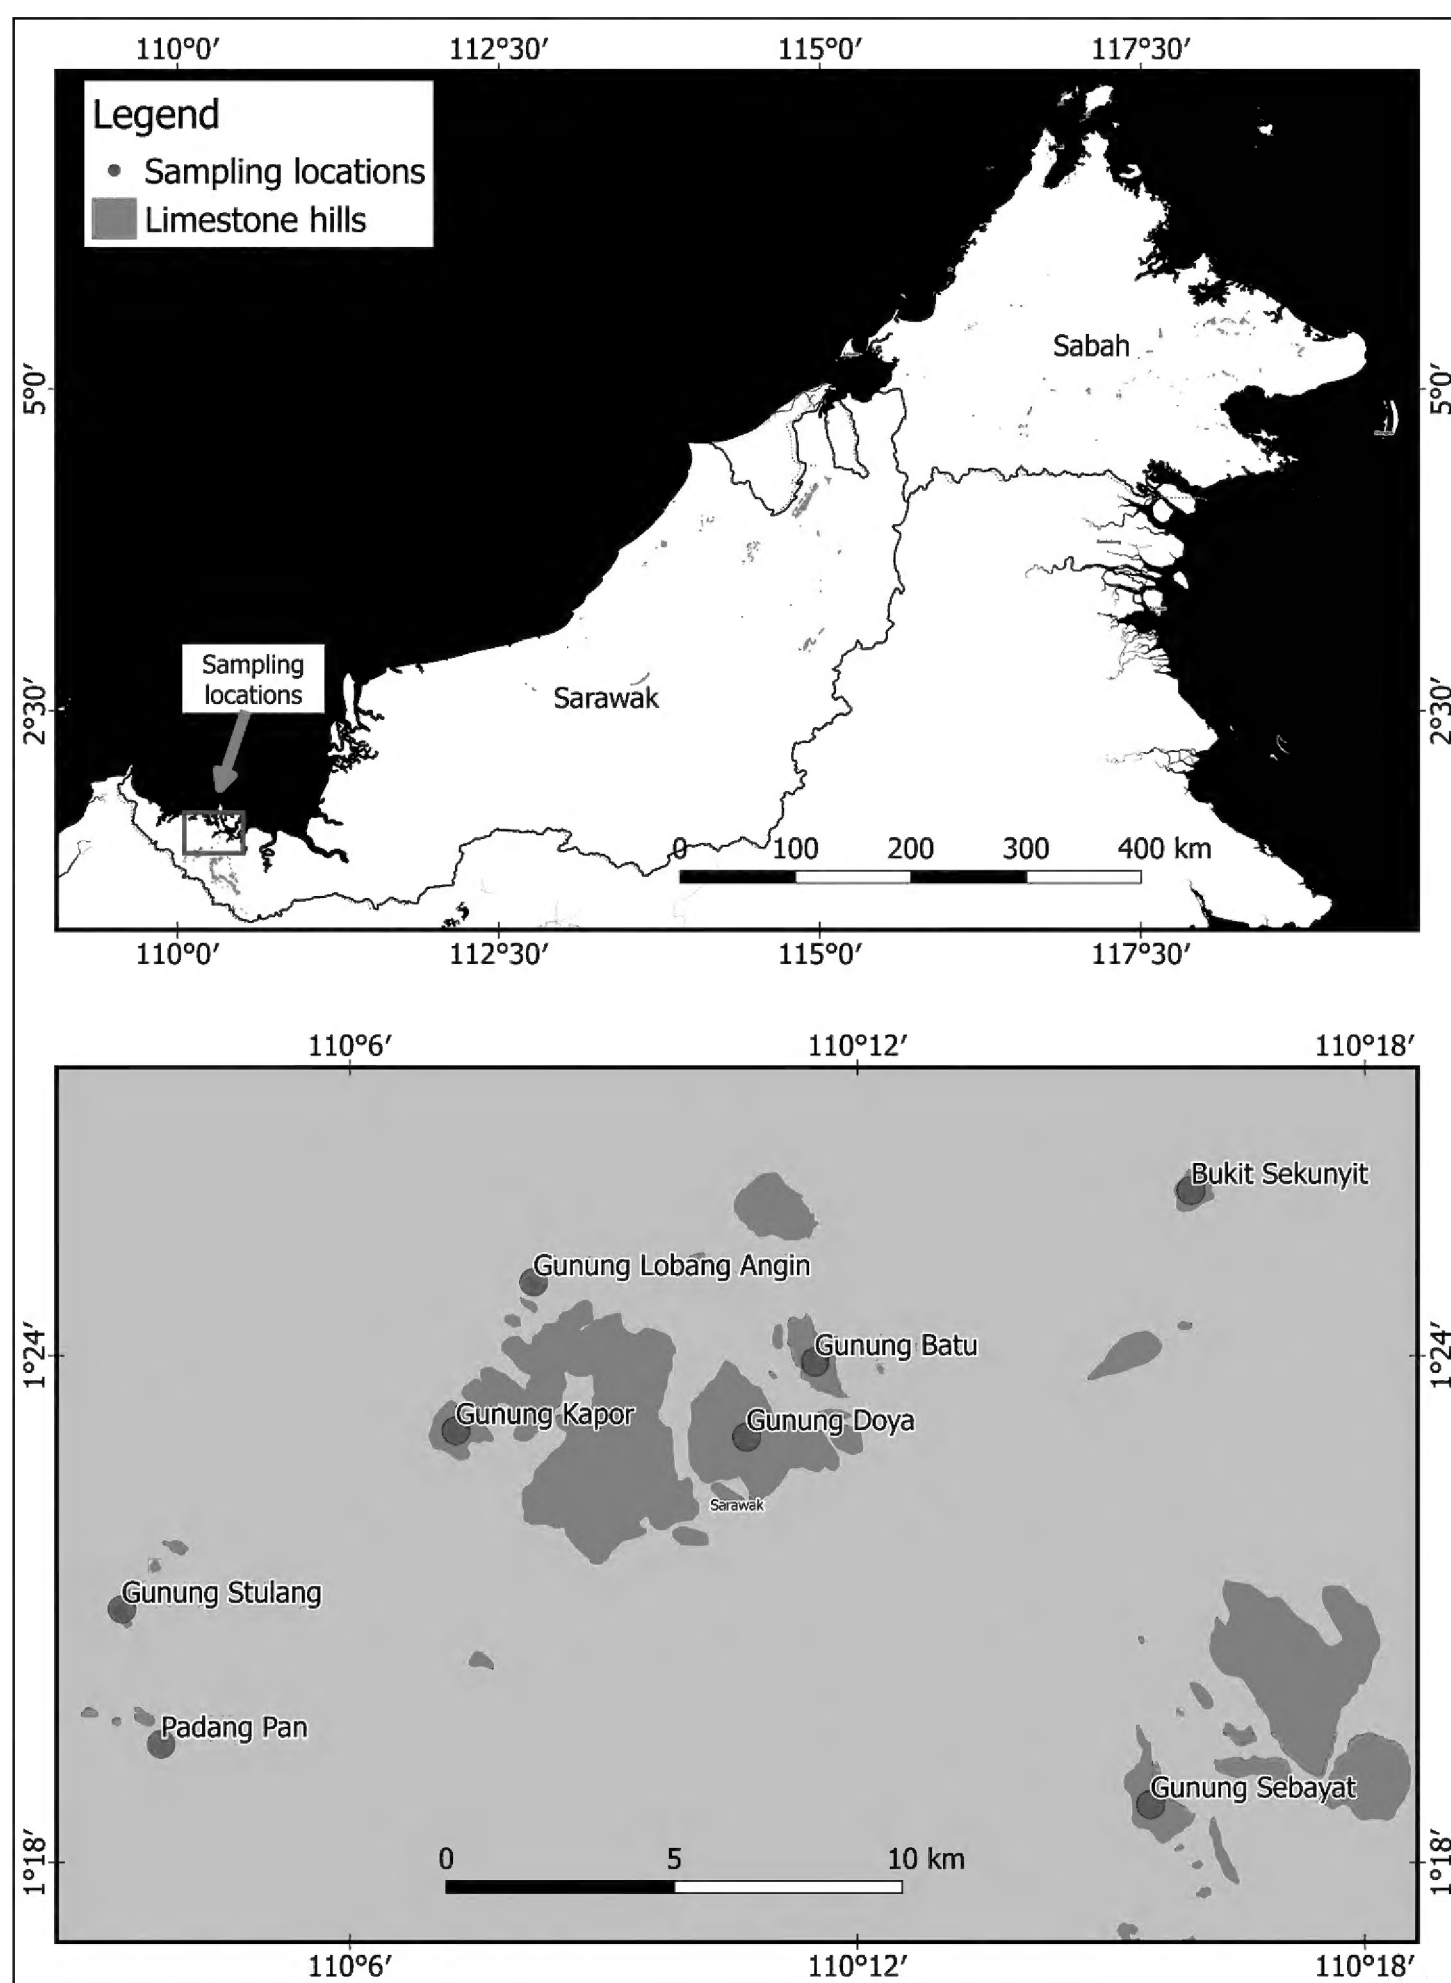 110°0′ 112°30′ 115°0′ 117°30′
Legend
Sampling locations
Limestone hills
Sabah
5°0′ 5°0′
Sampling
locations
Sarawak
2°30′ 2°30′
0 100 200 300 400 km
110°0′ 112°30′ 115°0′ 117°30′
110°6′ 110°12′ 110°18′
Bukit Sekunyit
Gunung Lobang Angin
Gunung Batu
1°24′ 1°24′
Gunung Kapor
Gunung Doya
Sarawak
Gunung Stulang
Padang Pan
Gunung Sebayat
0 5 10 km
1°18′ 1°18′
110°6′ 110°12′ 110°18′